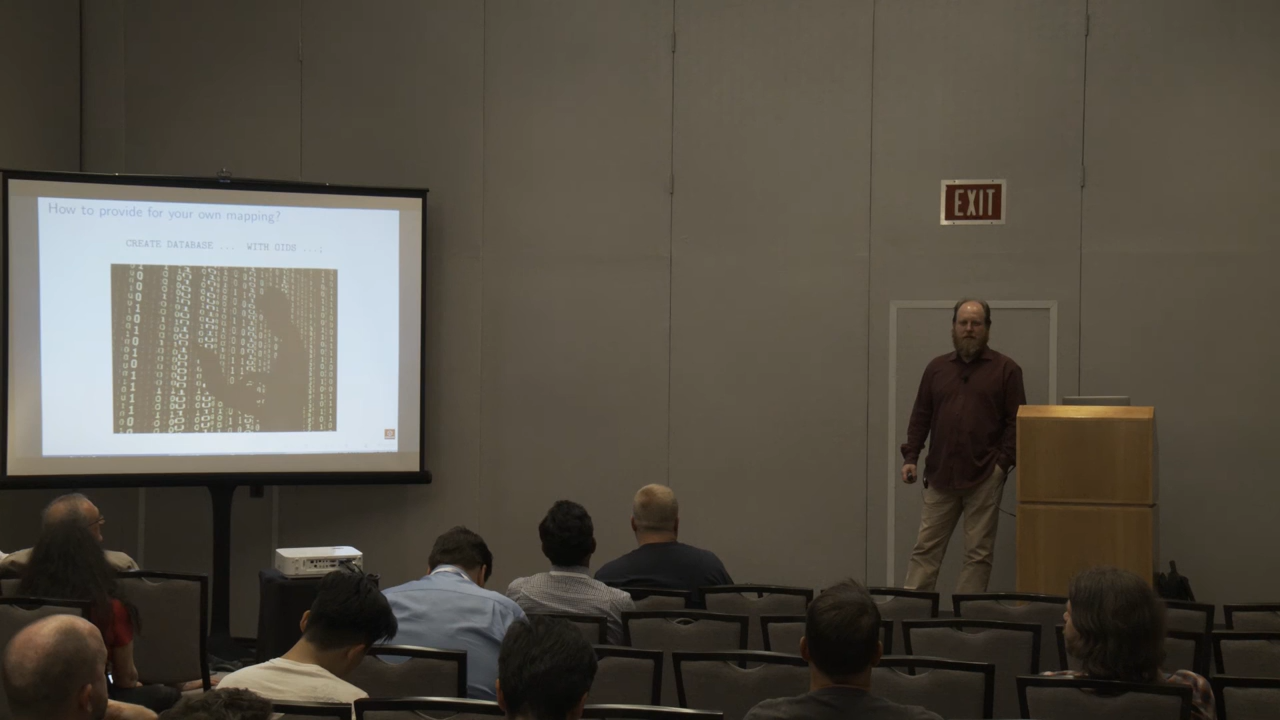 How to provide for your own mapping?
CREATE DATABASE ... WITH OIDS ...;
EXIT